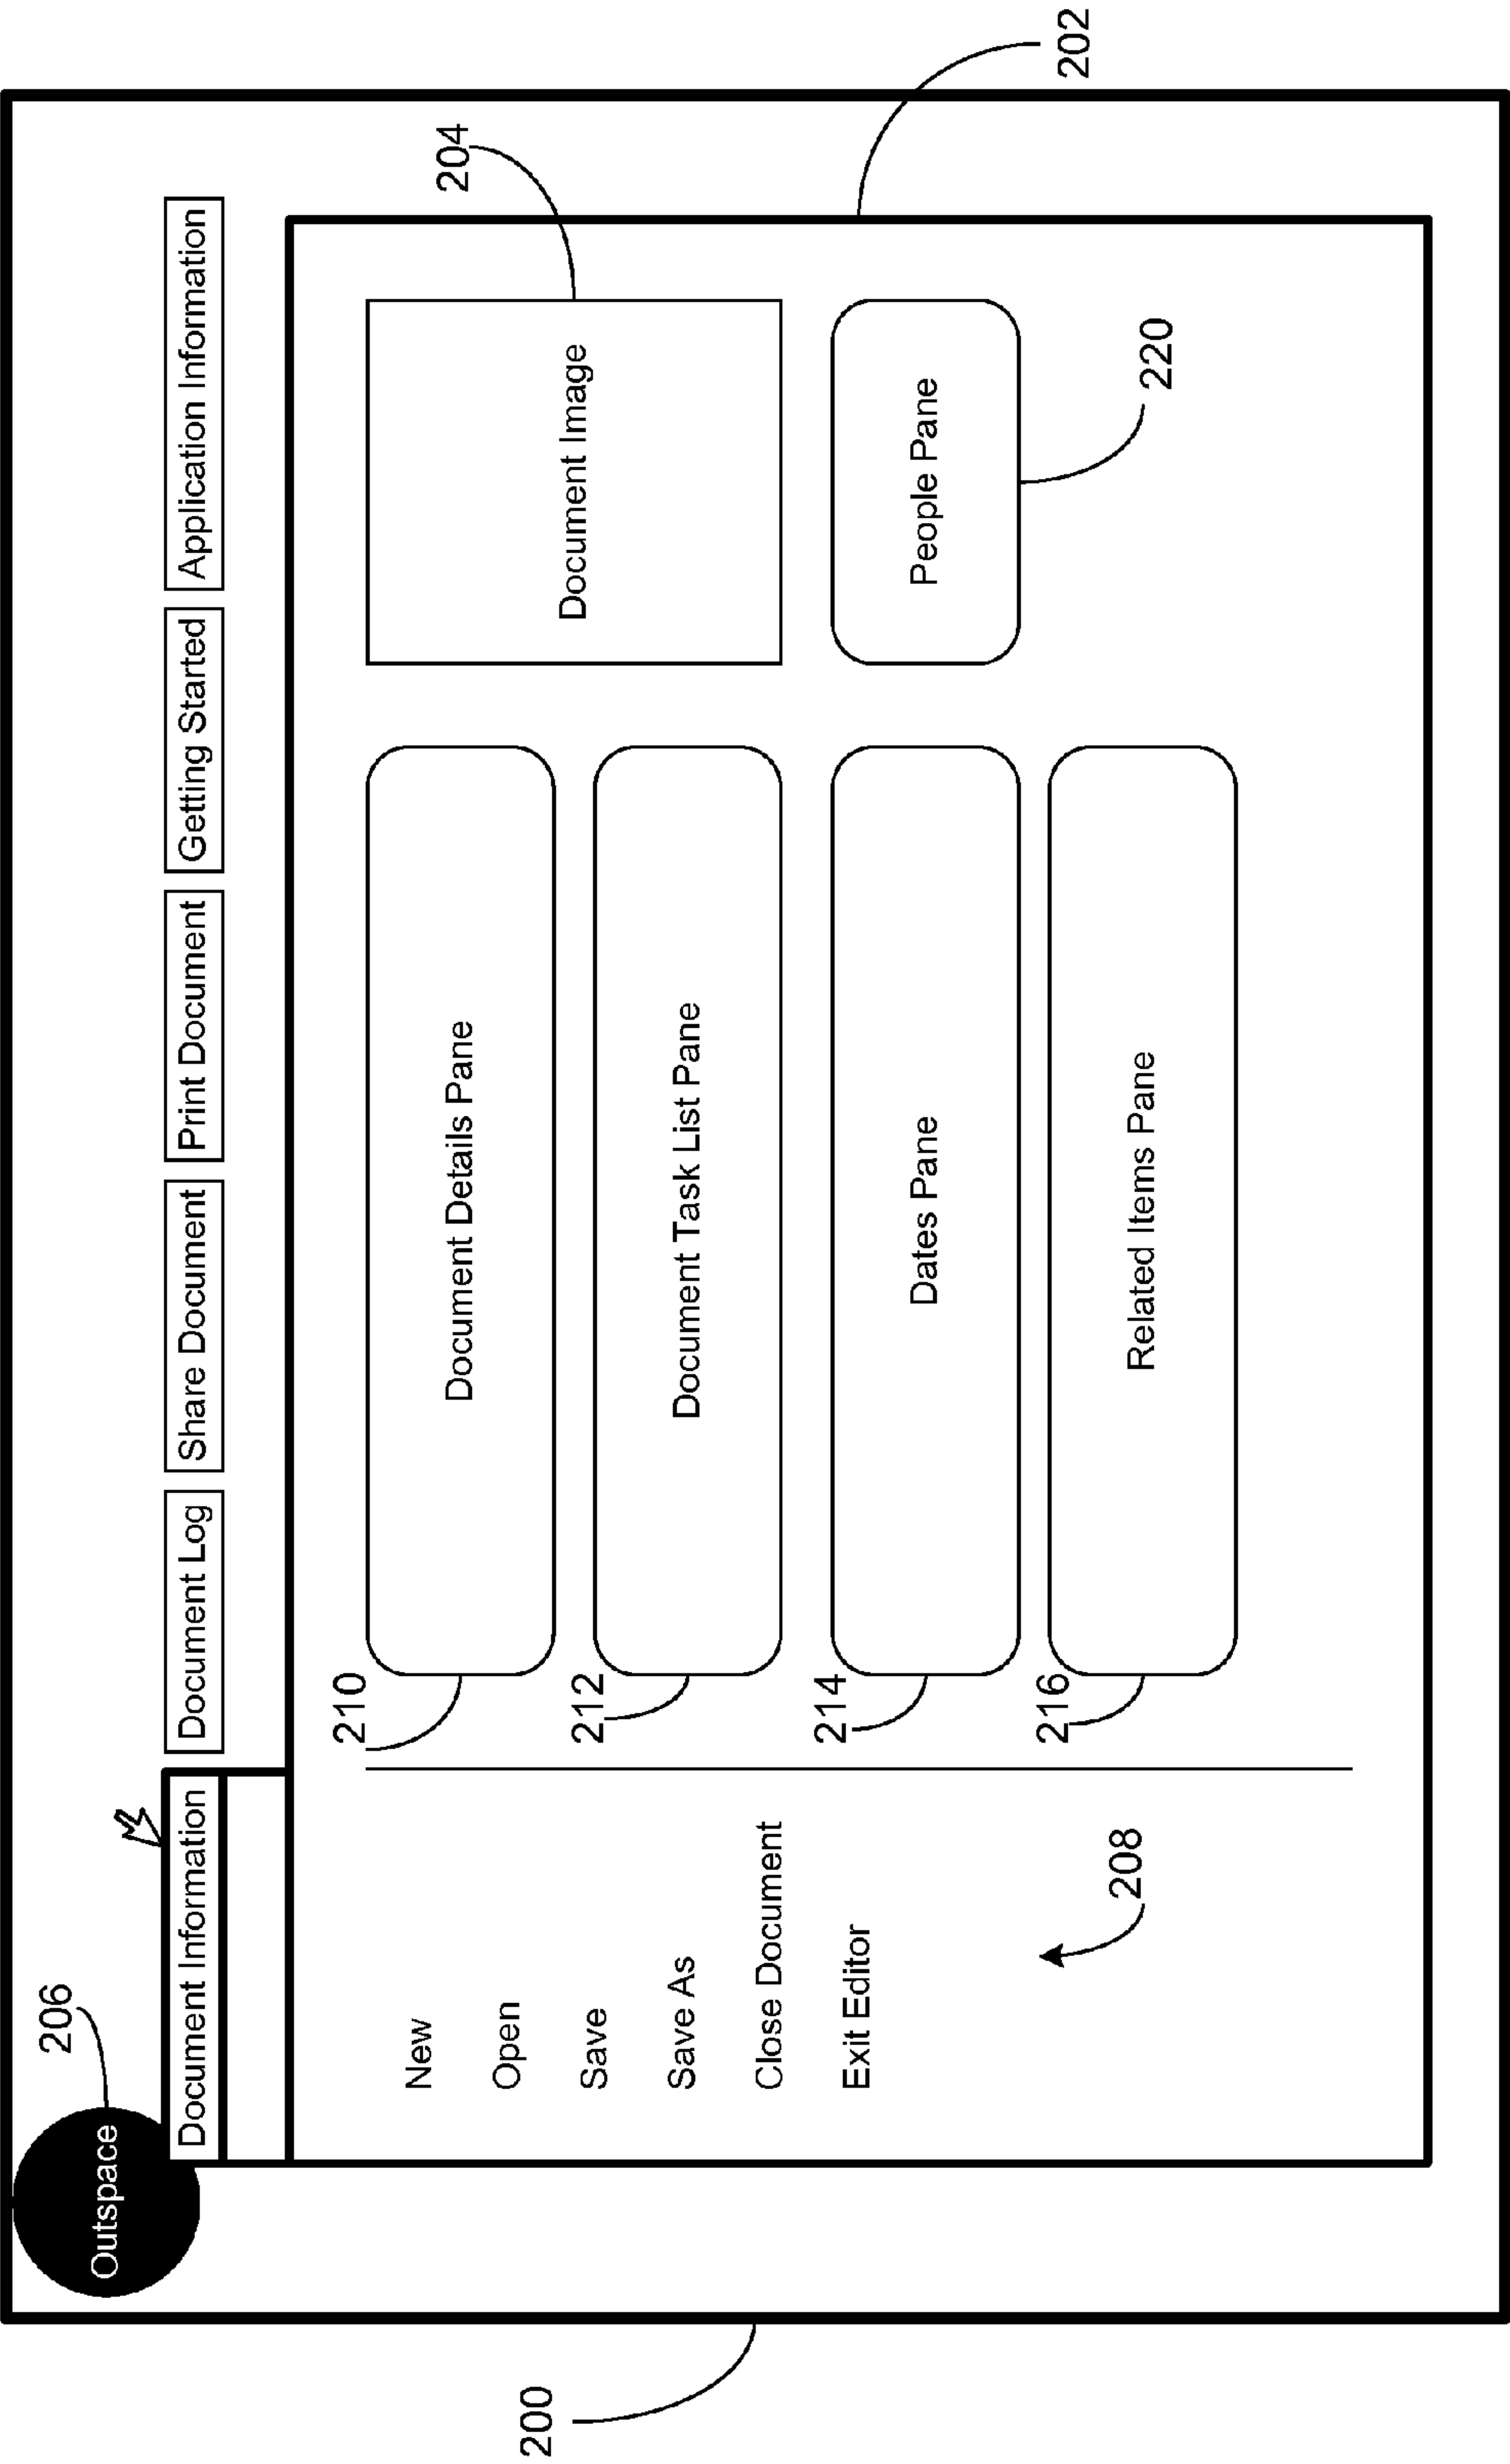 206
Outspace
Document Information
Document Log
Share Document
Print Document
Getting Started
Application Information
New
Open
Save
Save As
Close Document
Exit Editor
208
210
Document Details Pane
212
Document Task List Pane
214
Dates Pane
216
Related Items Pane
204
Document Image
People Pane
220
202
200